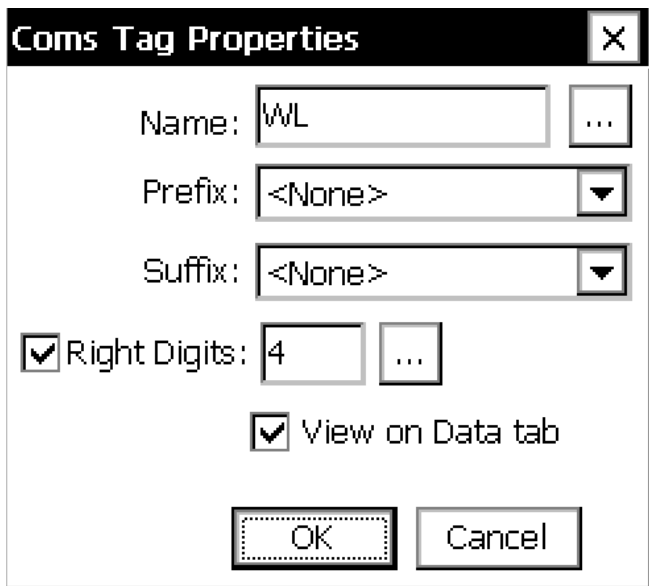 Coms Tag Properties
Name: WL ...
Prefix: <None>
Suffix: <None>
Right Digits: 4 ...
View on Data tab
OK Cancel